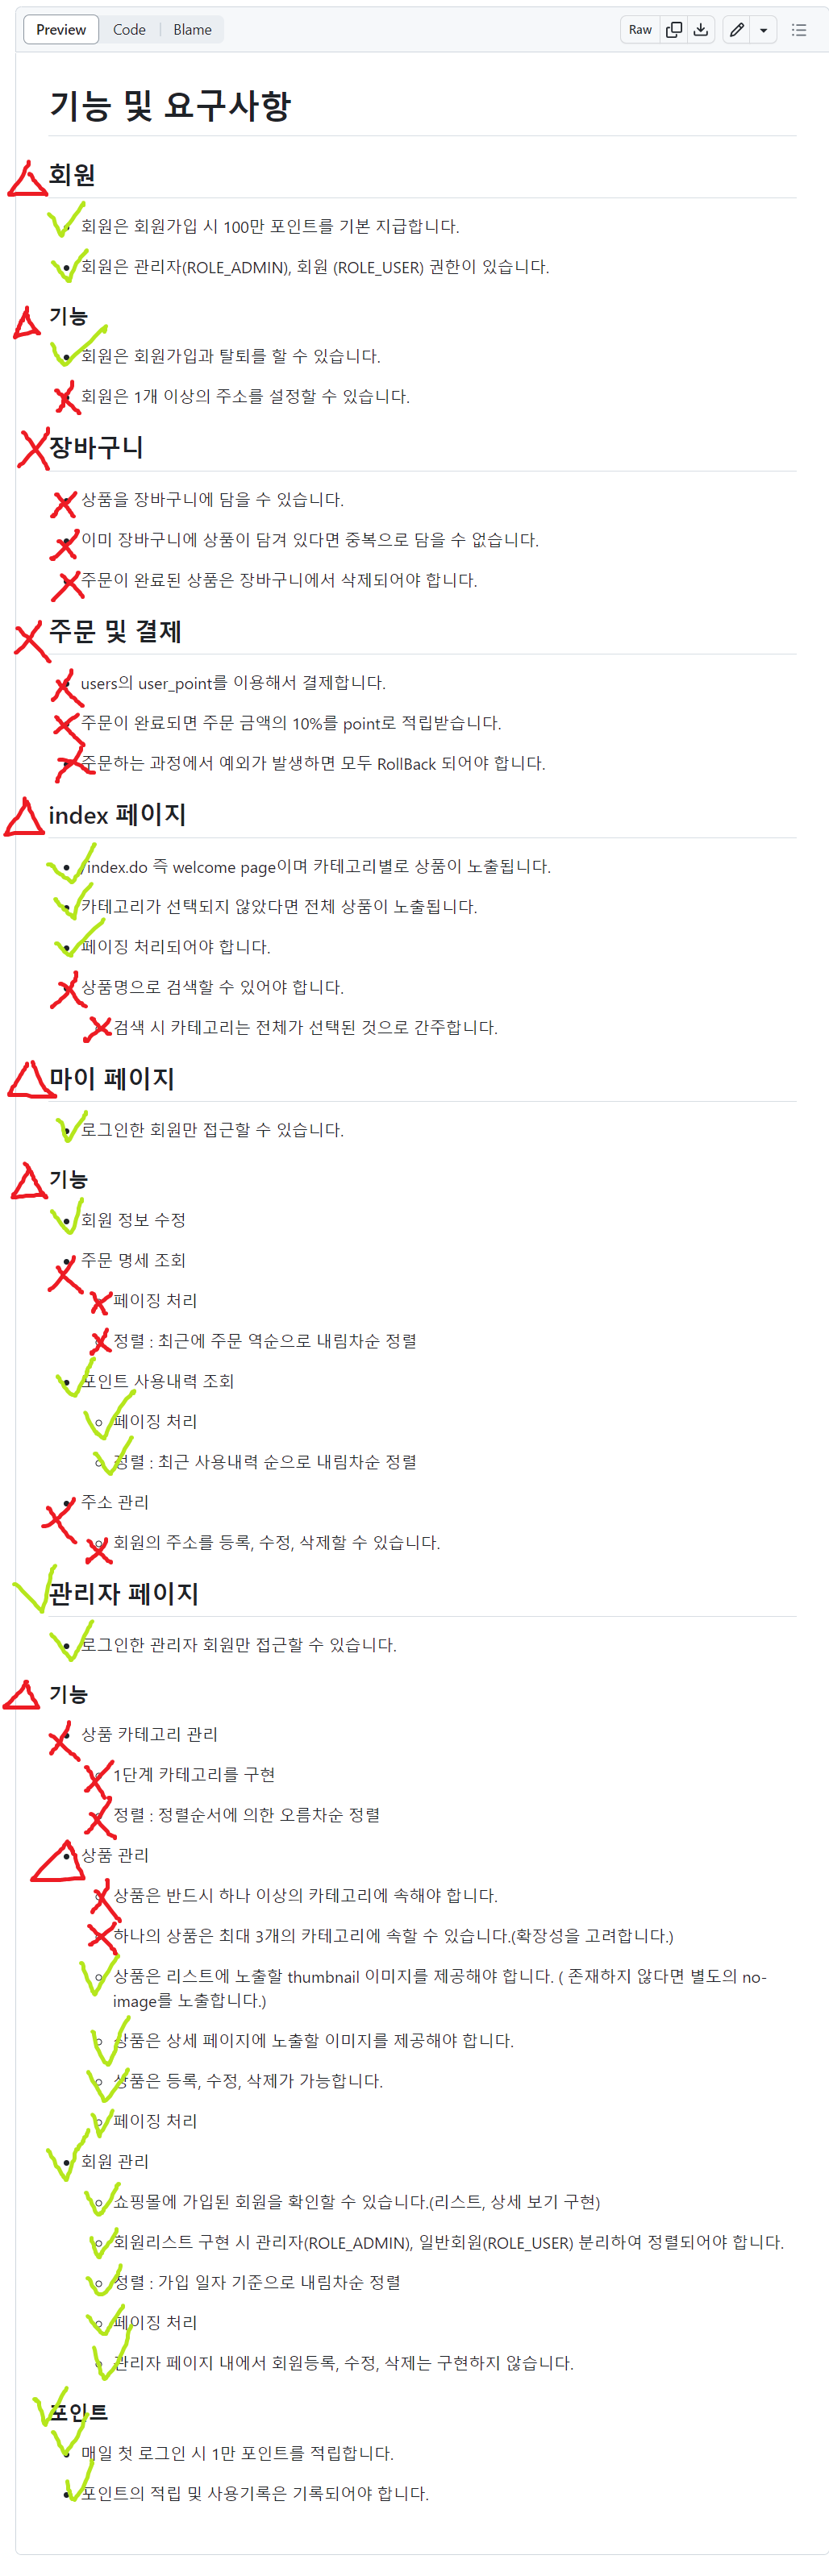 Preview Code Blame Raw
기능 및 요구사항
회원
회원은 회원가입 시 100만 포인트를 기본 지급합니다.
회원은 관리자(ROLE_ADMIN), 회원 (ROLE_USER) 권한이 있습니다.
기능
회원은 회원가입과 탈퇴를 할 수 있습니다.
회원은 1개 이상의 주소를 설정할 수 있습니다.
장바구니
상품을 장바구니에 담을 수 있습니다.
이미 장바구니에 상품이 담겨 있다면 중복으로 담을 수 없습니다.
주문이 완료된 상품은 장바구니에서 삭제되어야 합니다.
주문 및 결제
users의 user_point를 이용해서 결제합니다.
주문이 완료되면 주문 금액의 10%를 point로 적립받습니다.
주문하는 과정에서 예외가 발생하면 모두 RollBack 되어야 합니다.
index 페이지
/index.do 즉 welcome page이며 카테고리별로 상품이 노출됩니다.
카테고리가 선택되지 않았다면 전체 상품이 노출됩니다.
페이징 처리되어야 합니다.
상품명으로 검색할 수 있어야 합니다.
검색 시 카테고리는 전체가 선택된 것으로 간주합니다.
마이 페이지
로그인한 회원만 접근할 수 있습니다.
기능
회원 정보 수정
주문 명세 조회
페이징 처리
정렬 : 최근에 주문 역순으로 내림차순 정렬
포인트 사용내력 조회
페이징 처리
정렬 : 최근 사용내력 순으로 내림차순 정렬
주소 관리
회원의 주소를 등록, 수정, 삭제할 수 있습니다.
관리자 페이지
로그인한 관리자 회원만 접근할 수 있습니다.
기능
상품 카테고리 관리
1단계 카테고리를 구현
정렬 : 정렬순서에 의한 오름차순 정렬
상품 관리
상품은 반드시 하나 이상의 카테고리에 속해야 합니다.
하나의 상품은 최대 3개의 카테고리에 속할 수 있습니다.(확장성을 고려합니다.)
상품은 리스트에 노출할 thumbnail 이미지를 제공해야 합니다. ( 존재하지 않다면 별도의 no-
image를 노출합니다.)
상품은 상세 페이지에 노출할 이미지를 제공해야 합니다.
상품은 등록, 수정, 삭제가 가능합니다.
페이징 처리
회원 관리
쇼핑몰에 가입된 회원을 확인할 수 있습니다.(리스트, 상세 보기 구현)
회원리스트 구현 시 관리자(ROLE_ADMIN), 일반회원(ROLE_USER) 분리하여 정렬되어야 합니다.
정렬 : 가입 일자 기준으로 내림차순 정렬
페이징 처리
관리자 페이지 내에서 회원등록, 수정, 삭제는 구현하지 않습니다.
포인트
매일 첫 로그인 시 1만 포인트를 적립합니다.
포인트의 적립 및 사용기록은 기록되어야 합니다.